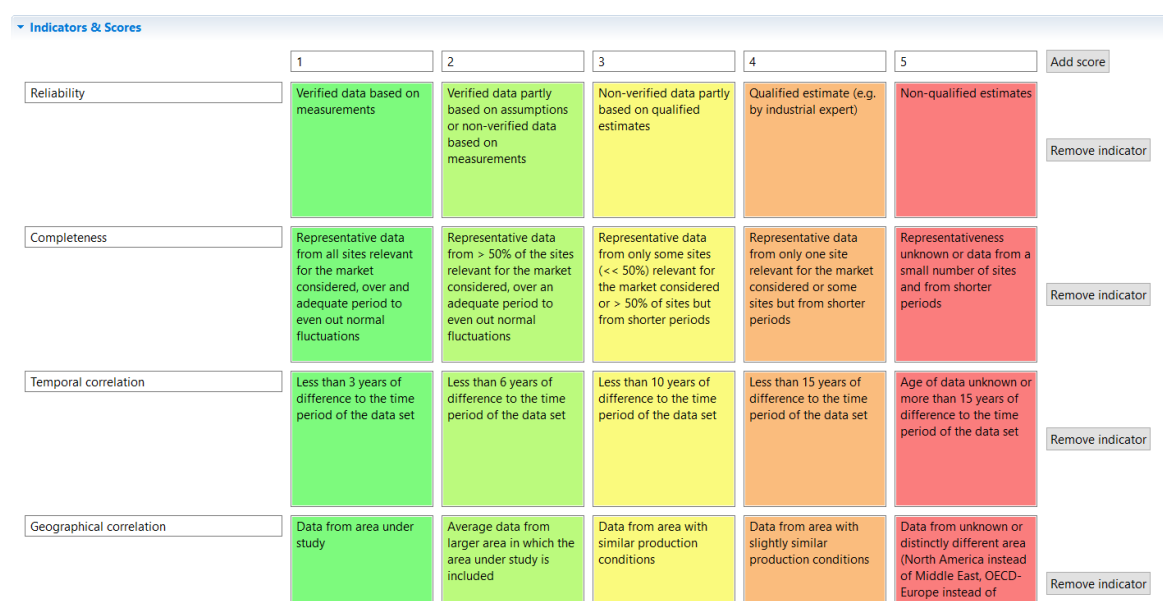 Indicators & Scores
1
2
3
4
5
Add score
Reliability
Verified data based on
measurements
Verified data partly
based on assumptions
or non-verified data
based on
measurements
Non-verified data partly
based on qualified
estimates
Qualified estimate (e.g.
by industrial expert)
Non-qualified estimates
Remove indicator
Completeness
Representative data
from all sites relevant
for the market
considered, over and
adequate period to
even out normal
fluctuations
Representative data
from > 50% of the sites
relevant for the market
considered, over an
adequate period to
even out normal
fluctuations
Representative data
from only some sites
(<< 50%) relevant for
the market considered
or > 50% of sites but
from shorter periods
Representative data
from only one site
relevant for the market
considered or some
sites but from shorter
periods
Representativeness
unknown or data from a
small number of sites
and from shorter
periods
Remove indicator
Temporal correlation
Less than 3 years of
difference to the time
period of the data set
Less than 6 years of
difference to the time
period of the data set
Less than 10 years of
difference to the time
period of the data set
Less than 15 years of
difference to the time
period of the data set
Age of data unknown or
more than 15 years of
difference to the time
period of the data set
Remove indicator
Geographical correlation
Data from area under
study
Average data from
larger area in which the
area under study is
included
Data from area with
similar production
conditions
Data from area with
slightly similar
production conditions
Data from unknown or
distinctly different area
(North America instead
of Middle East, OECD-
Europe instead of
Remove indicator